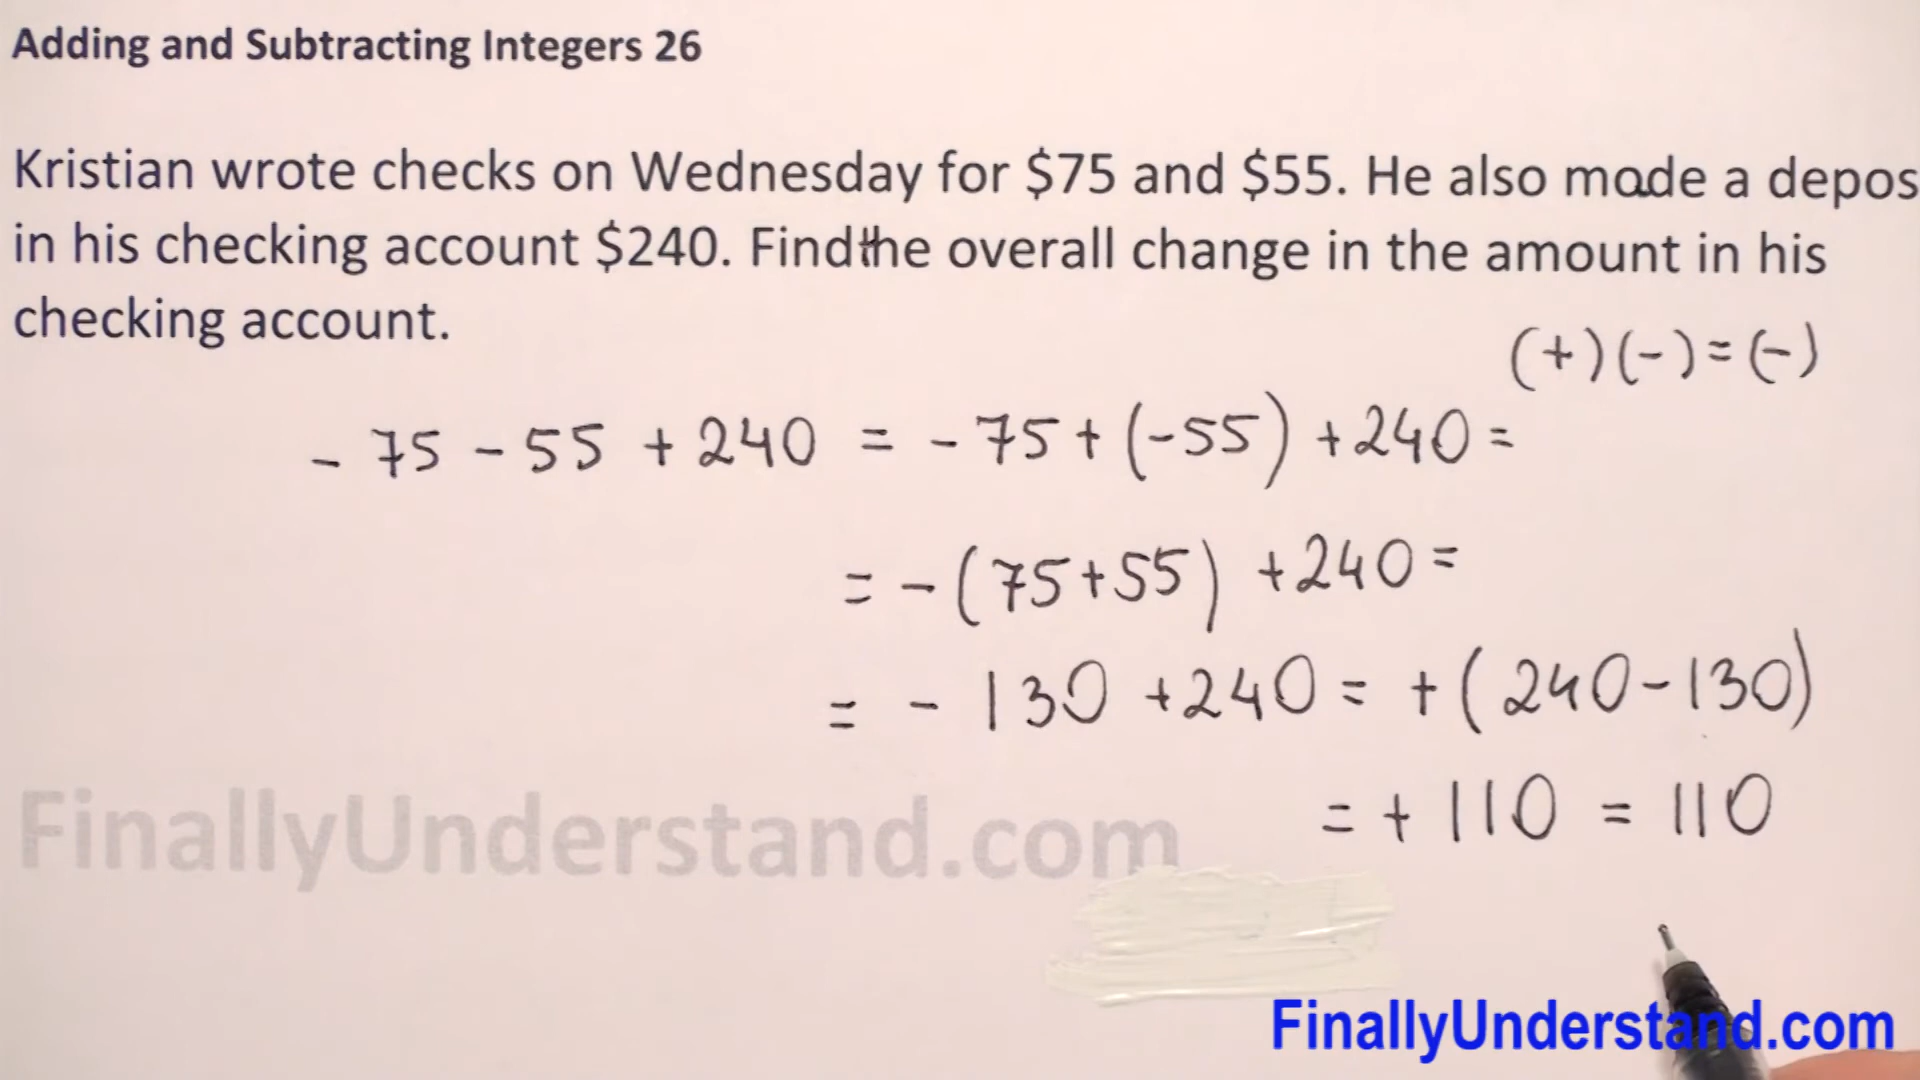 Adding and Subtracting Integers 26
Kristian wrote checks on Wednesday for $75 and $55. He also made a depos
in his checking account $240. Find the overall change in the amount in his
checking account.
(+)(-)=(-)
- 75 - 55 + 240 = - 75 + (-55) + 240 =
= - (75+55) + 240 =
= - 130 + 240 = + (240 - 130)
= + 110 = 110
FinallyUnderstand.com
FinallyUnderstand.com